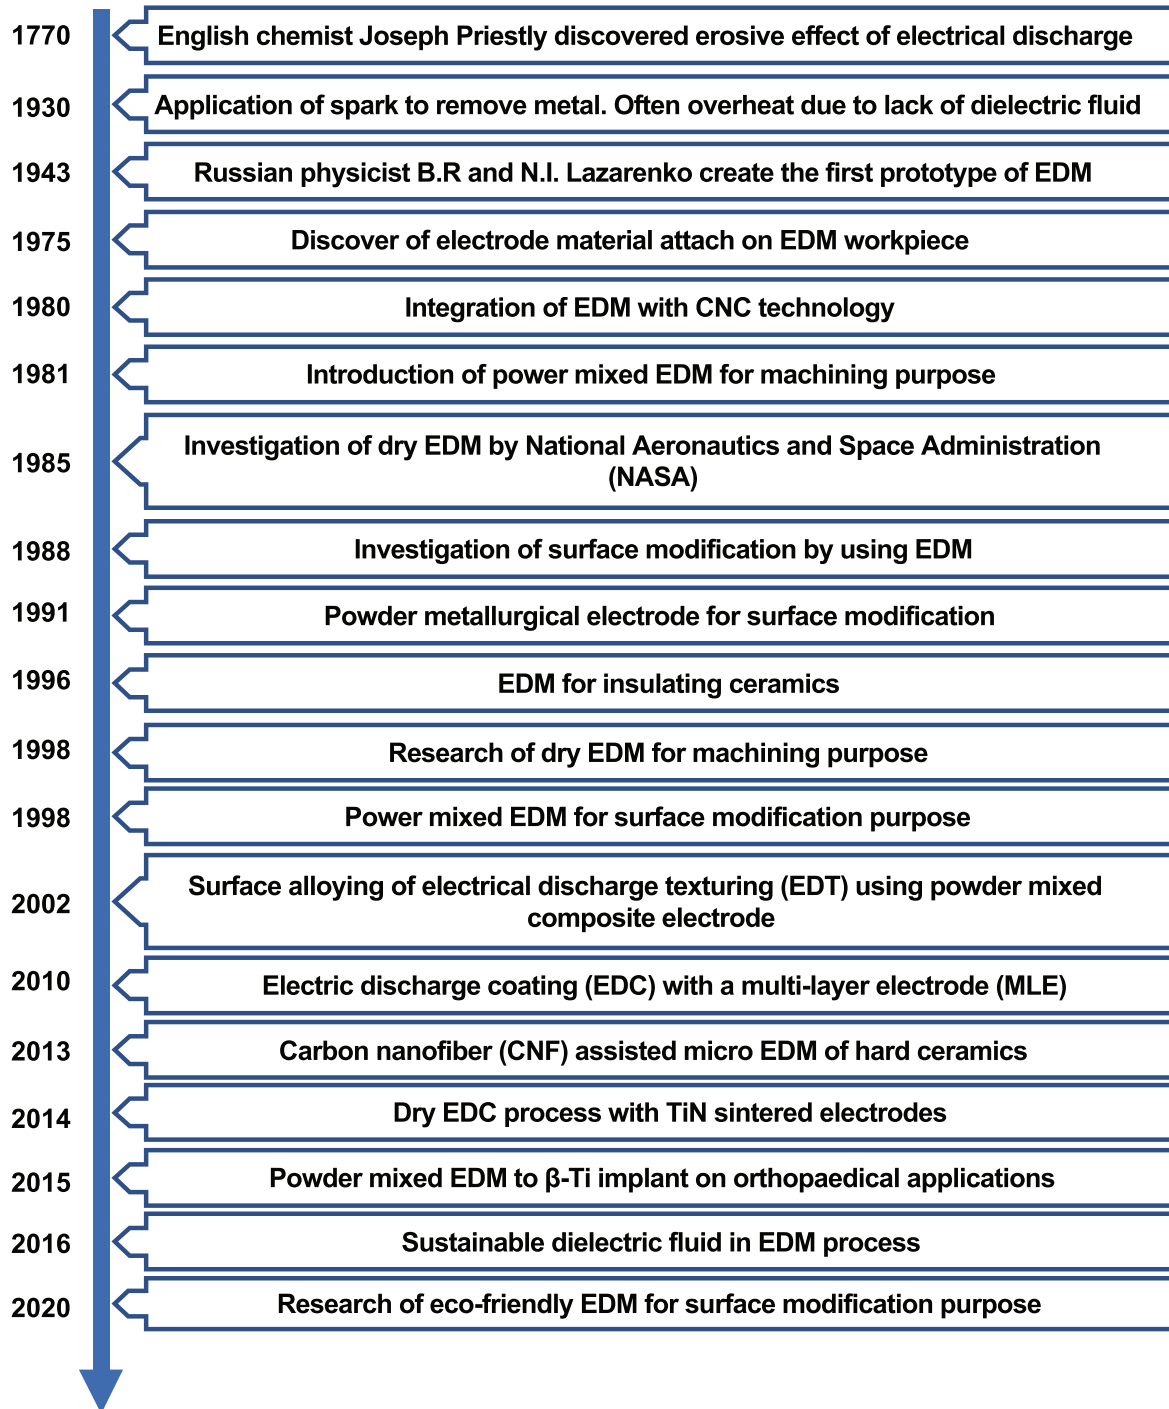 1770
English chemist Joseph Priestly discovered erosive effect of electrical discharge
1930
Application of spark to remove metal. Often overheat due to lack of dielectric fluid
1943
Russian physicist B.R and N.I. Lazarenko create the first prototype of EDM
1975
Discover of electrode material attach on EDM workpiece
1980
Integration of EDM with CNC technology
1981
Introduction of power mixed EDM for machining purpose
1985
Investigation of dry EDM by National Aeronautics and Space Administration
(NASA)
1988
Investigation of surface modification by using EDM
1991
Powder metallurgical electrode for surface modification
1996
EDM for insulating ceramics
1998
Research of dry EDM for machining purpose
1998
Power mixed EDM for surface modification purpose
2002
Surface alloying of electrical discharge texturing (EDT) using powder mixed
composite electrode
2010
Electric discharge coating (EDC) with a multi-layer electrode (MLE)
2013
Carbon nanofiber (CNF) assisted micro EDM of hard ceramics
2014
Dry EDC process with TiN sintered electrodes
2015
Powder mixed EDM to β-Ti implant on orthopaedical applications
2016
Sustainable dielectric fluid in EDM process
2020
Research of eco-friendly EDM for surface modification purpose